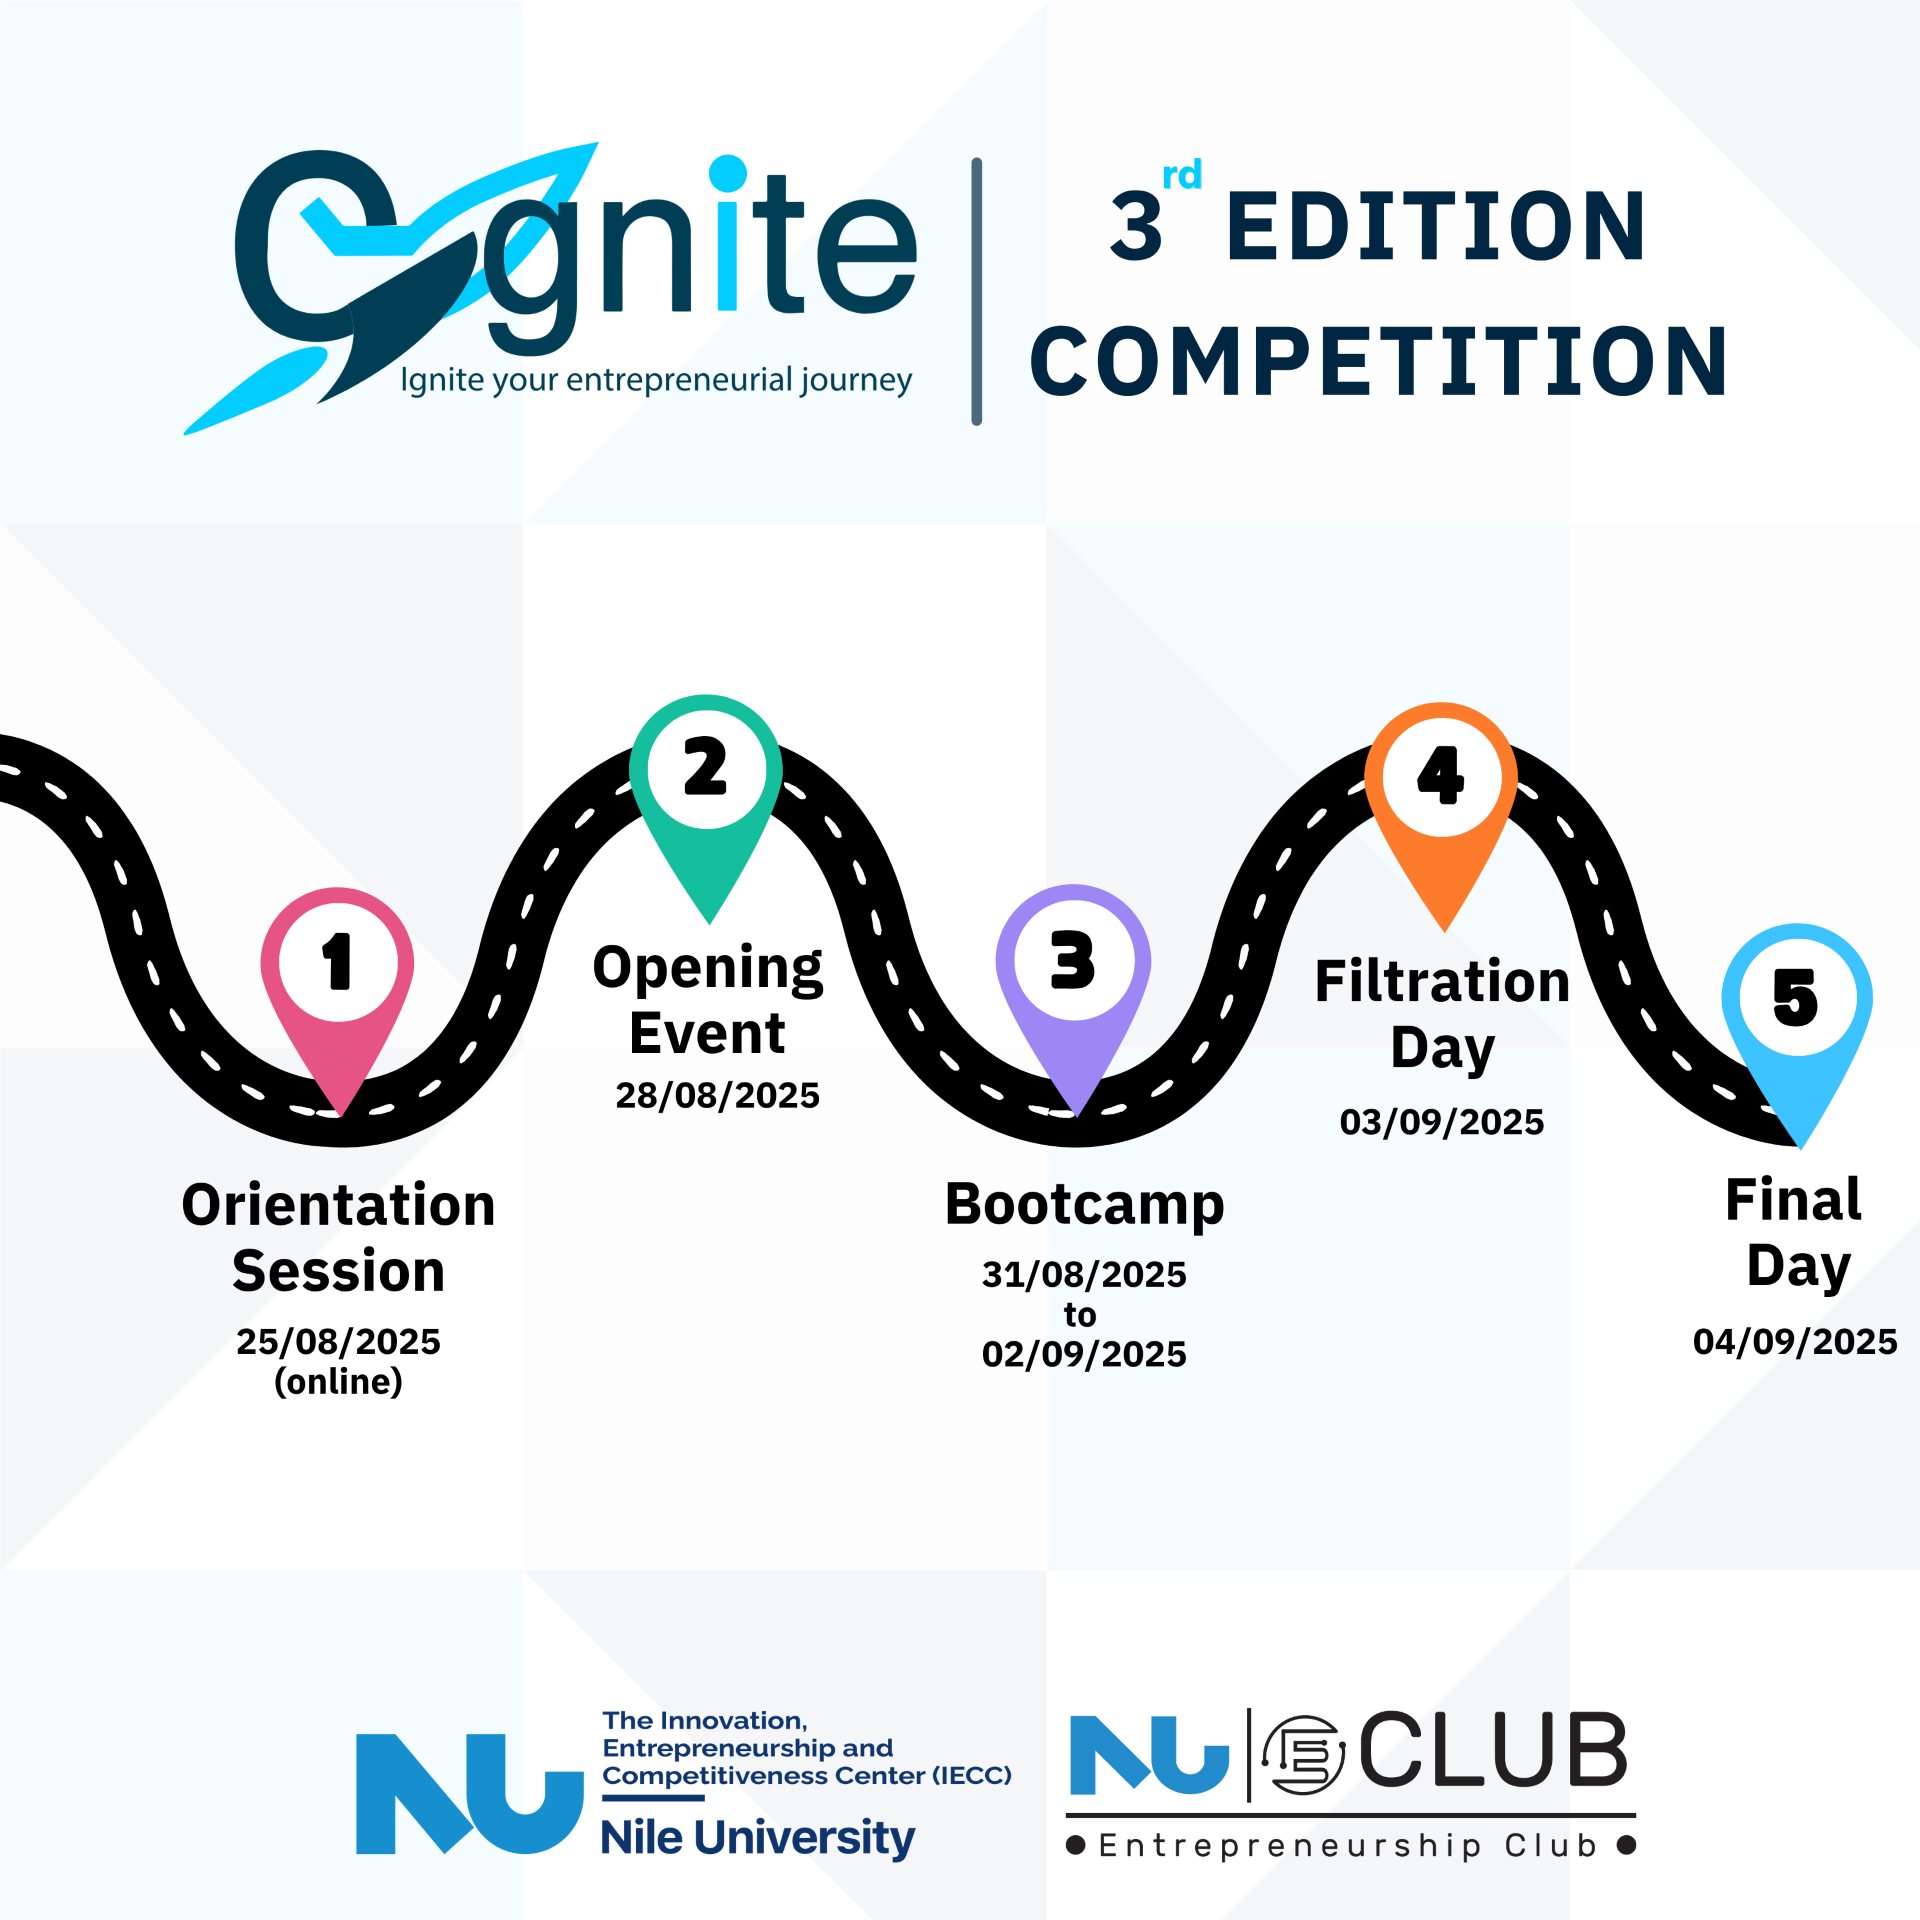 Cognite
Ignite your entrepreneurial journey
3rd EDITION
COMPETITION
1
Orientation
Session
25/08/2025
(online)
2
Opening
Event
28/08/2025
3
Bootcamp
31/08/2025
to
02/09/2025
4
Filtration
Day
03/09/2025
5
Final
Day
04/09/2025
NU
The Innovation,
Entrepreneurship and
Competitiveness Center (IECC)
Nile University
NU E CLUB
• Entrepreneurship Club •